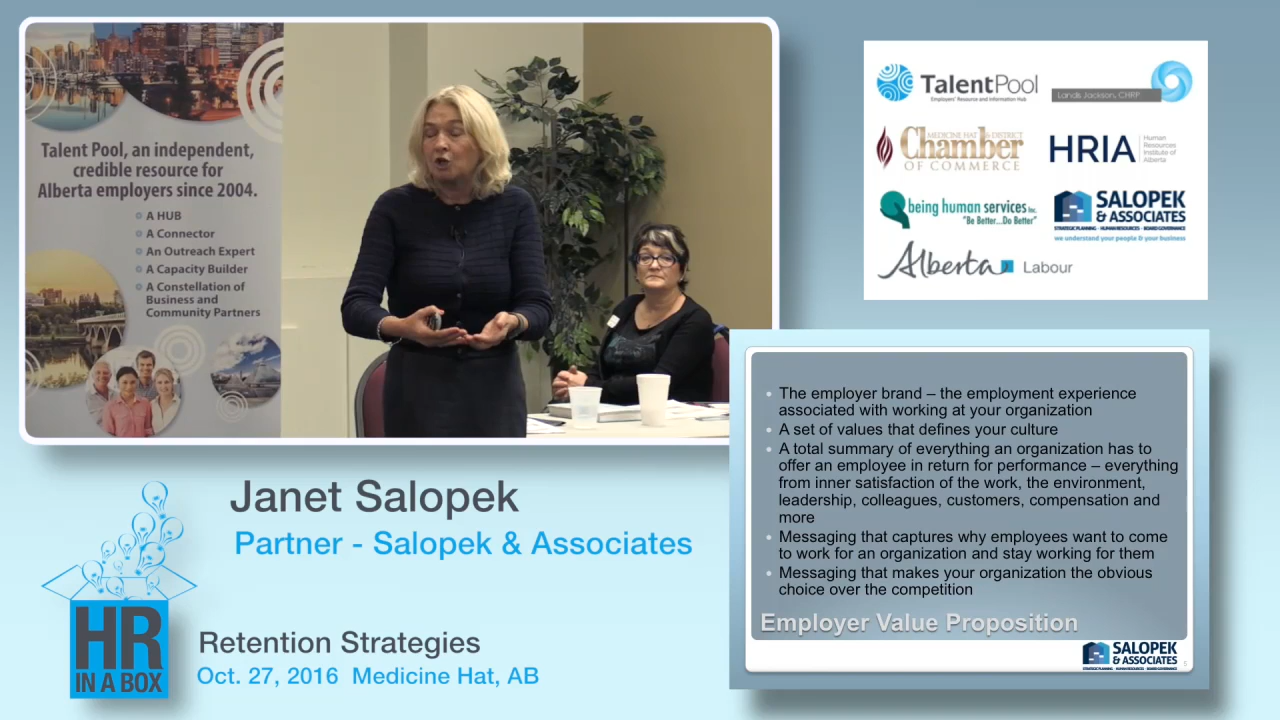 Talent Pool, an independent,
credible resource for
Alberta employers since 2004.
A HUB
A Connector
An Outreach Expert
A Capacity Builder
A Constellation of
Business and
Community Partners
TalentPool
Employers' Resource and Information Hub
Landis Jackson, CHRP
MEDICINE HAT & DISTRICT
Chamber
OF COMMERCE
HRIA
Human
Resources
Institute of
Alberta
being human services Inc.
"Be Better...Do Better"
SALOPEK
& ASSOCIATES
STRATEGIC PLANNING · HUMAN RESOURCES · BOARD GOVERNANCE
we understand your people & your business
Alberta Labour
• The employer brand – the employment experience
associated with working at your organization
• A set of values that defines your culture
• A total summary of everything an organization has to
offer an employee in return for performance – everything
from inner satisfaction of the work, the environment,
leadership, colleagues, customers, compensation and
more
• Messaging that captures why employees want to come
to work for an organization and stay working for them
• Messaging that makes your organization the obvious
choice over the competition
Employer Value Proposition
SALOPEK
& ASSOCIATES
STRATEGIC PLANNING · HUMAN RESOURCES · BOARD GOVERNANCE
5
Janet Salopek
Partner - Salopek & Associates
HR
IN A BOX
Retention Strategies
Oct. 27, 2016 Medicine Hat, AB